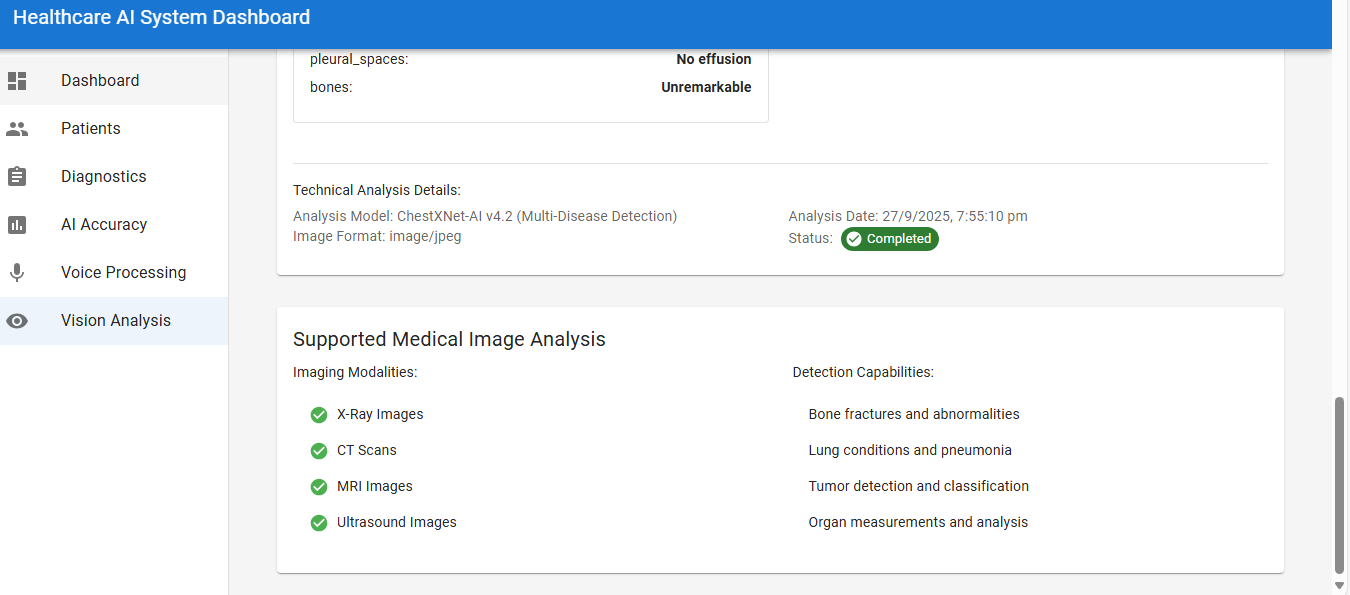 Healthcare AI System Dashboard
Dashboard
Patients
Diagnostics
AI Accuracy
Voice Processing
Vision Analysis
pleural_spaces: No effusion
bones: Unremarkable
Technical Analysis Details:
Analysis Model: ChestXNet-AI v4.2 (Multi-Disease Detection)
Image Format: image/jpeg
Analysis Date: 27/9/2025, 7:55:10 pm
Status: Completed
Supported Medical Image Analysis
Imaging Modalities:
X-Ray Images
CT Scans
MRI Images
Ultrasound Images
Detection Capabilities:
Bone fractures and abnormalities
Lung conditions and pneumonia
Tumor detection and classification
Organ measurements and analysis